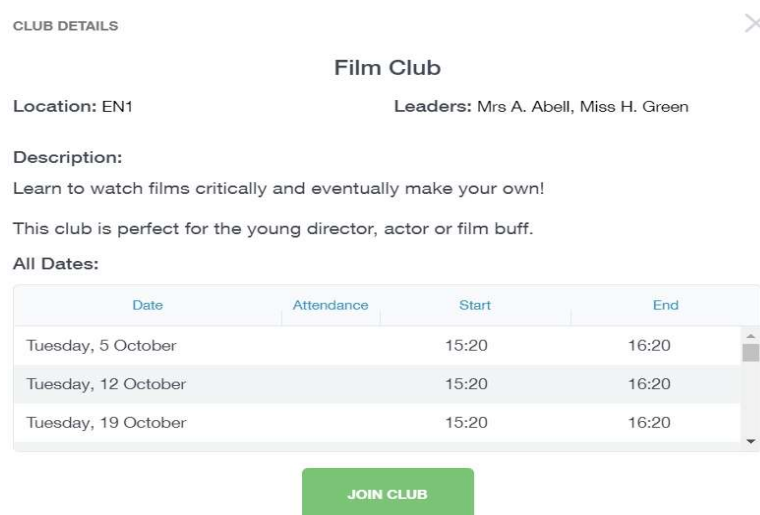 CLUB DETAILS
Film Club
Location: EN1 Leaders: Mrs A. Abell, Miss H. Green
Description:
Learn to watch films critically and eventually make your own!
This club is perfect for the young director, actor or film buff.
All Dates:
Date Attendance Start End
Tuesday, 5 October 15:20 16:20
Tuesday, 12 October 15:20 16:20
Tuesday, 19 October 15:20 16:20
JOIN CLUB